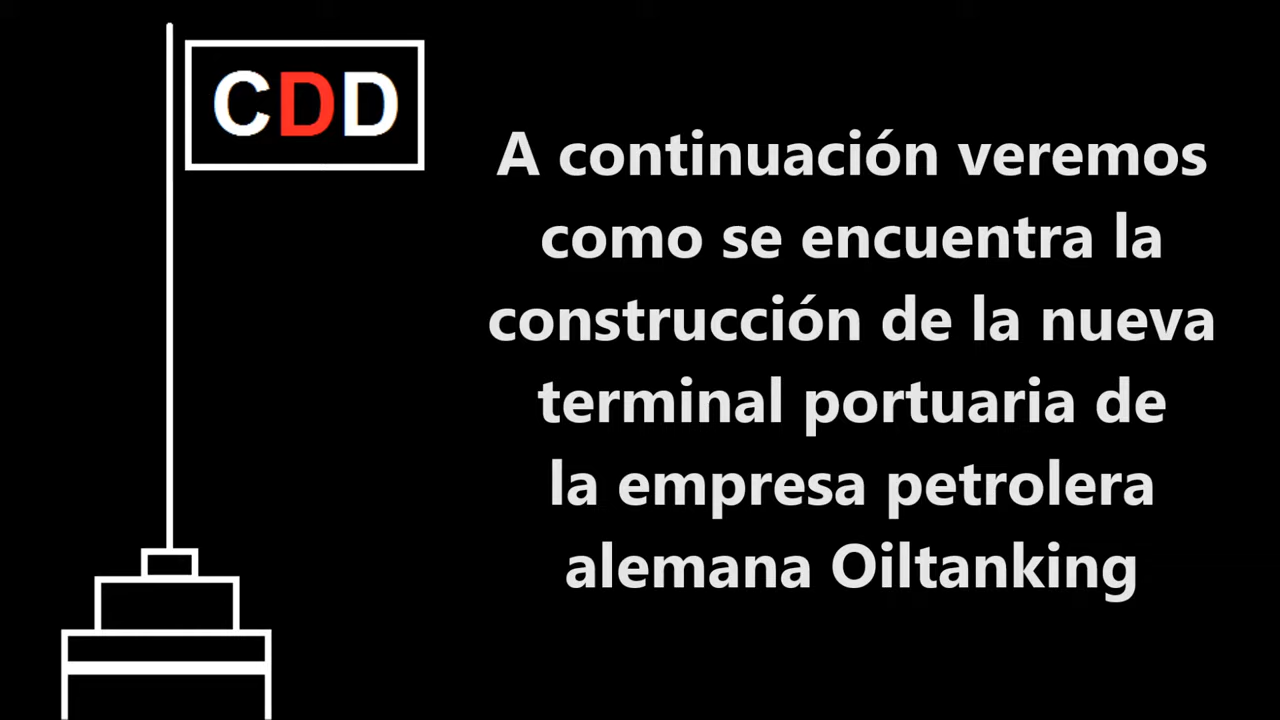 CDD
A continuación veremos
como se encuentra la
construcción de la nueva
terminal portuaria de
la empresa petrolera
alemana Oiltanking